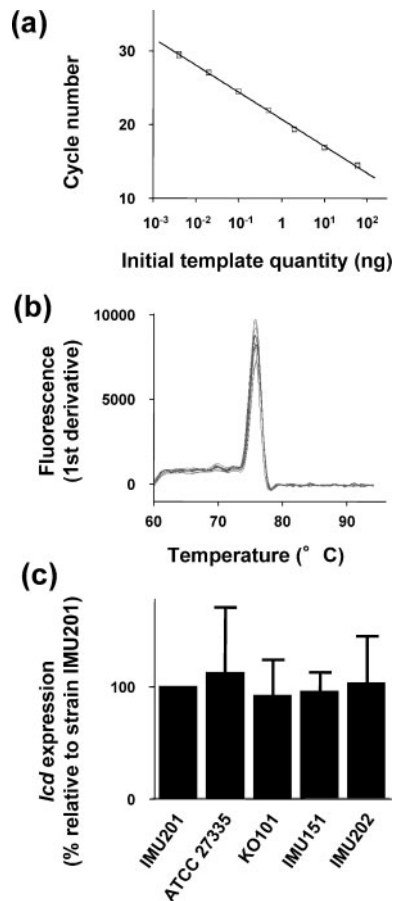 (a)
Cycle number
30
20
10
10⁻³ 10⁻² 10⁻¹ 1 10¹ 10²
Initial template quantity (ng)
(b)
Fluorescence
(1st derivative)
10000
5000
0
60 70 80 90
Temperature (° C)
(c)
lcd expression
(% relative to strain IMU201)
100
0
IMU201 ATCC 27335 KO101 IMU151 IMU202